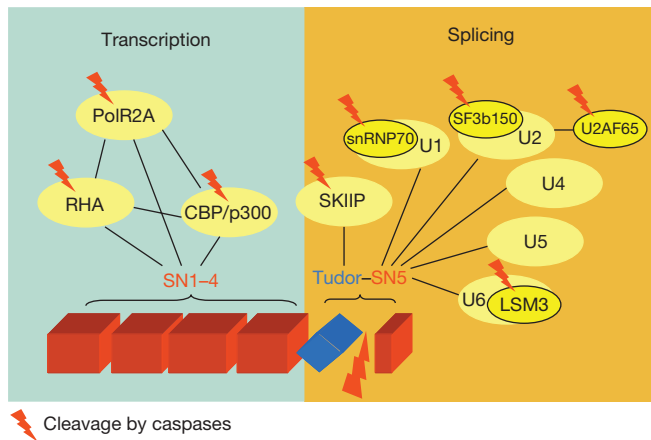 Transcription
Splicing
PolR2A
RHA
CBP/p300
SN1–4
snRNP70
U1
SF3b150
U2
U2AF65
SKIIP
U4
U5
Tudor–SN5
U6
LSM3
Cleavage by caspases